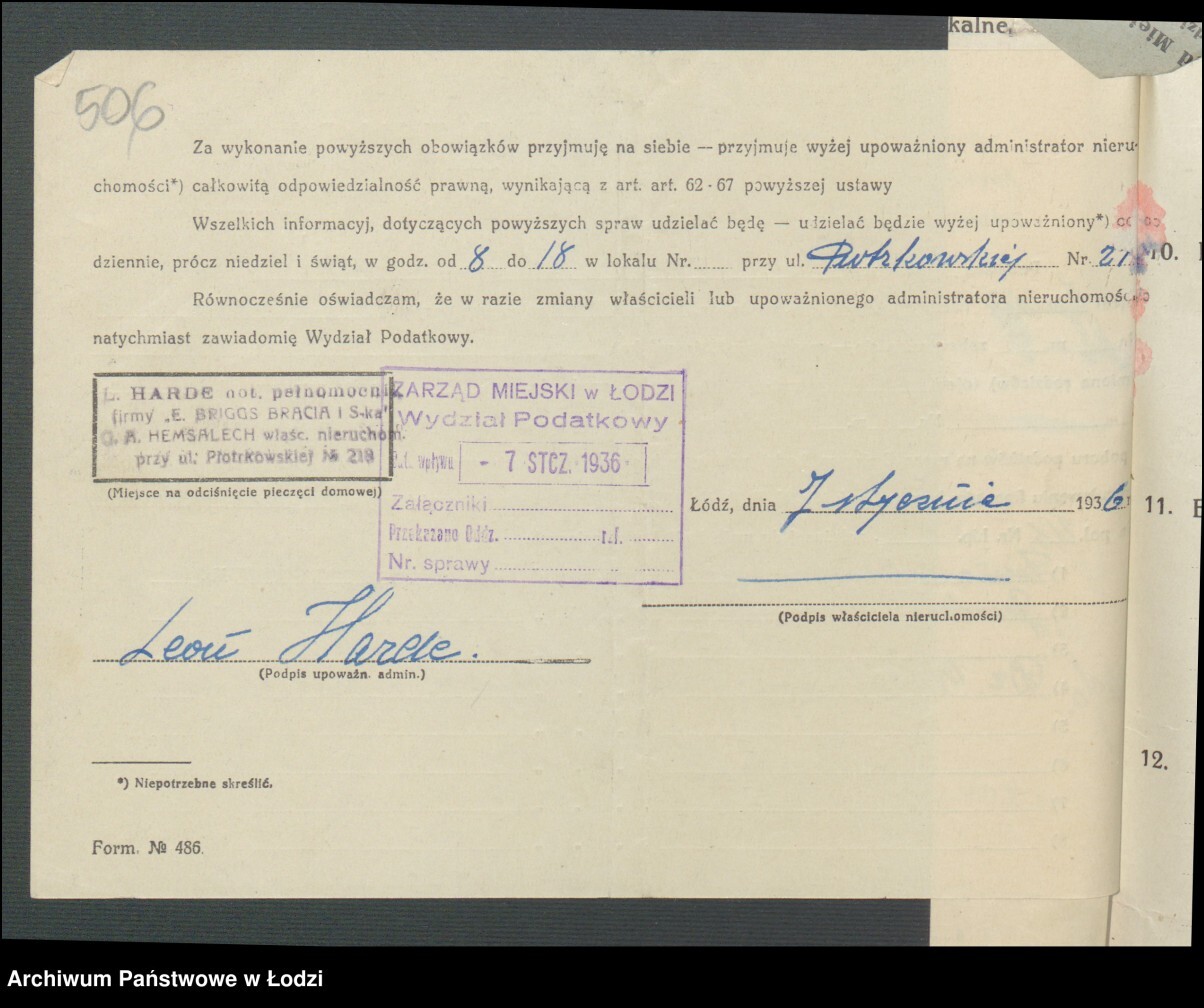 kalne,
d Miej
506
Za wykonanie powyższych obowiązków przyjmuję na siebie — przyjmuje wyżej upoważniony administrator nieru-
chomości*) całkowitą odpowiedzialność prawną, wynikającą z art. art. 62-67 powyższej ustawy
Wszelkich informacyj, dotyczących powyższych spraw udzielać będę — udzielać będzie wyżej upoważniony*)
dziennie, prócz niedziel i świąt, w godz. od 8 do 18 w lokalu Nr. przy ul. Piotrkowskiej Nr 21
10.
Równocześnie oświadczam, że w razie zmiany właścicieli lub upoważnionego administratora nieruchomości
natychmiast zawiadomię Wydział Podatkowy.
L. HARDE not. pełnomocnik
firmy „E. BRIGGS BRACIA i S-ka"
G. A. HEMSALECH właśc. nieruchom.
przy ul. Piotrkowskiej № 218
(Miejsce na odciśnięcie pieczęci domowej)
ZARZĄD MIEJSKI w ŁODZI
Wydział Podatkowy
Dat. wpływu - 7 STCZ. 1936
Załączniki
Przekazano Oddz. ref.
Nr. sprawy
Łódź, dnia 7 stycznia 1936 r.
11.
(Podpis właściciela nieruchomości)
Leon Harde.
(Podpis upoważn. admin.)
12.
*) Niepotrzebne skreślić.
Form. № 486.
Archiwum Państwowe w Łodzi